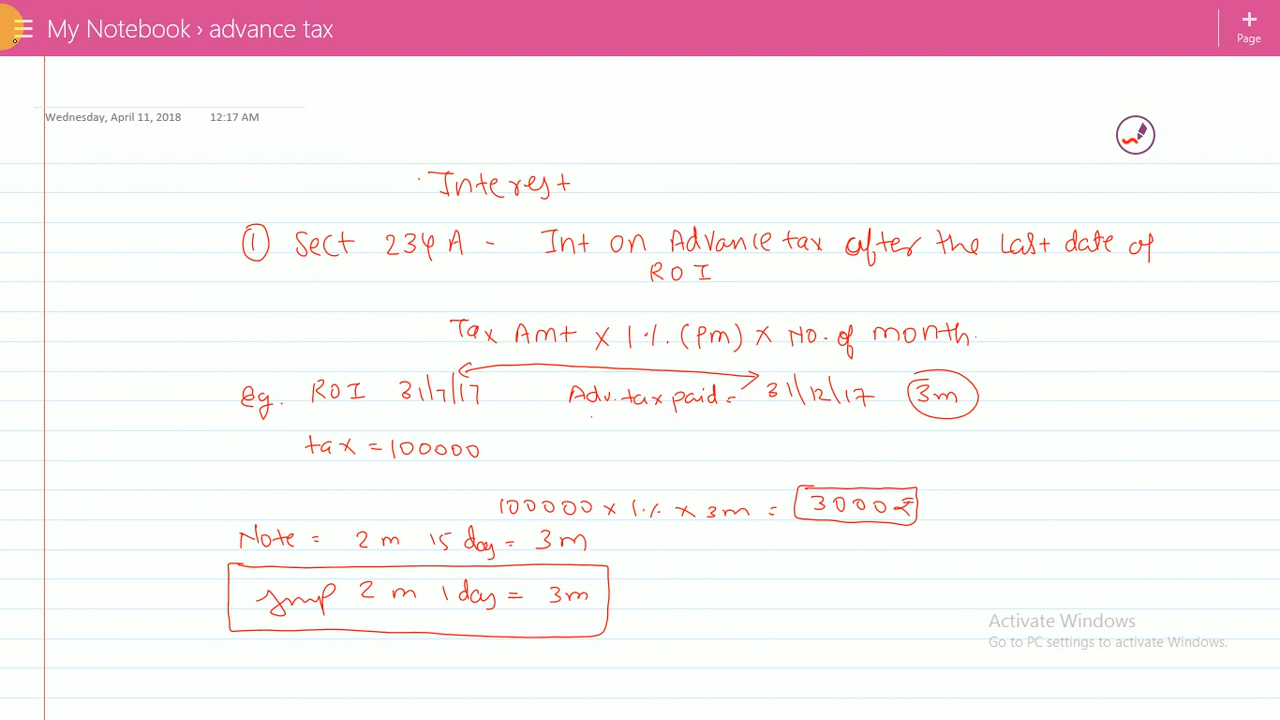 My Notebook › advance tax
Page
Wednesday, April 11, 2018 12:17 AM
Interest
① Sect 234 A - Int on Advance tax after the last date of
ROI
Tax Amt x 1%. (pm) x No. of month.
eg. ROI 31/7/17 Adv. tax paid = 31/12/17 3m
tax = 100000
100000 x 1% x 3m = 3000₹
Note = 2 m 15 day = 3m
Imp 2 m 1 day = 3m
Activate Windows
Go to PC settings to activate Windows.